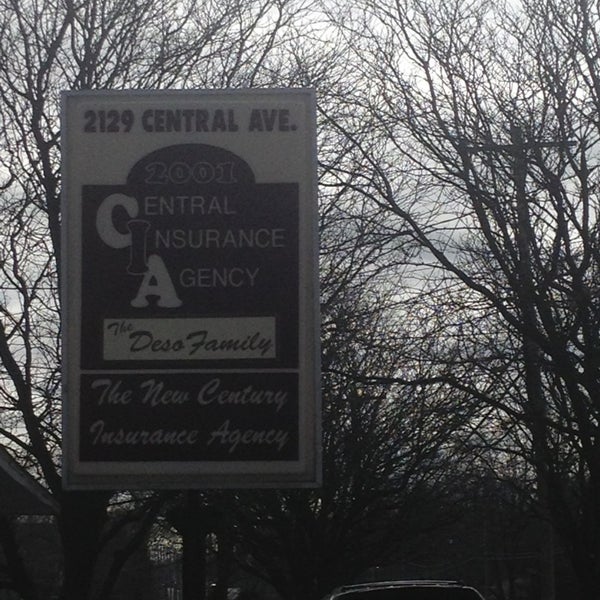 2129 CENTRAL AVE.
2001
CENTRAL
INSURANCE
AGENCY
The Deso Family
The New Century
Insurance Agency